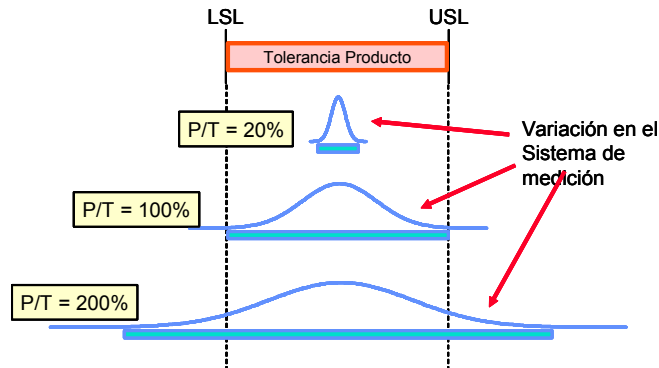 LSL
USL
Tolerancia Producto
P/T = 20%
Variación en el
Sistema de
medición
P/T = 100%
P/T = 200%